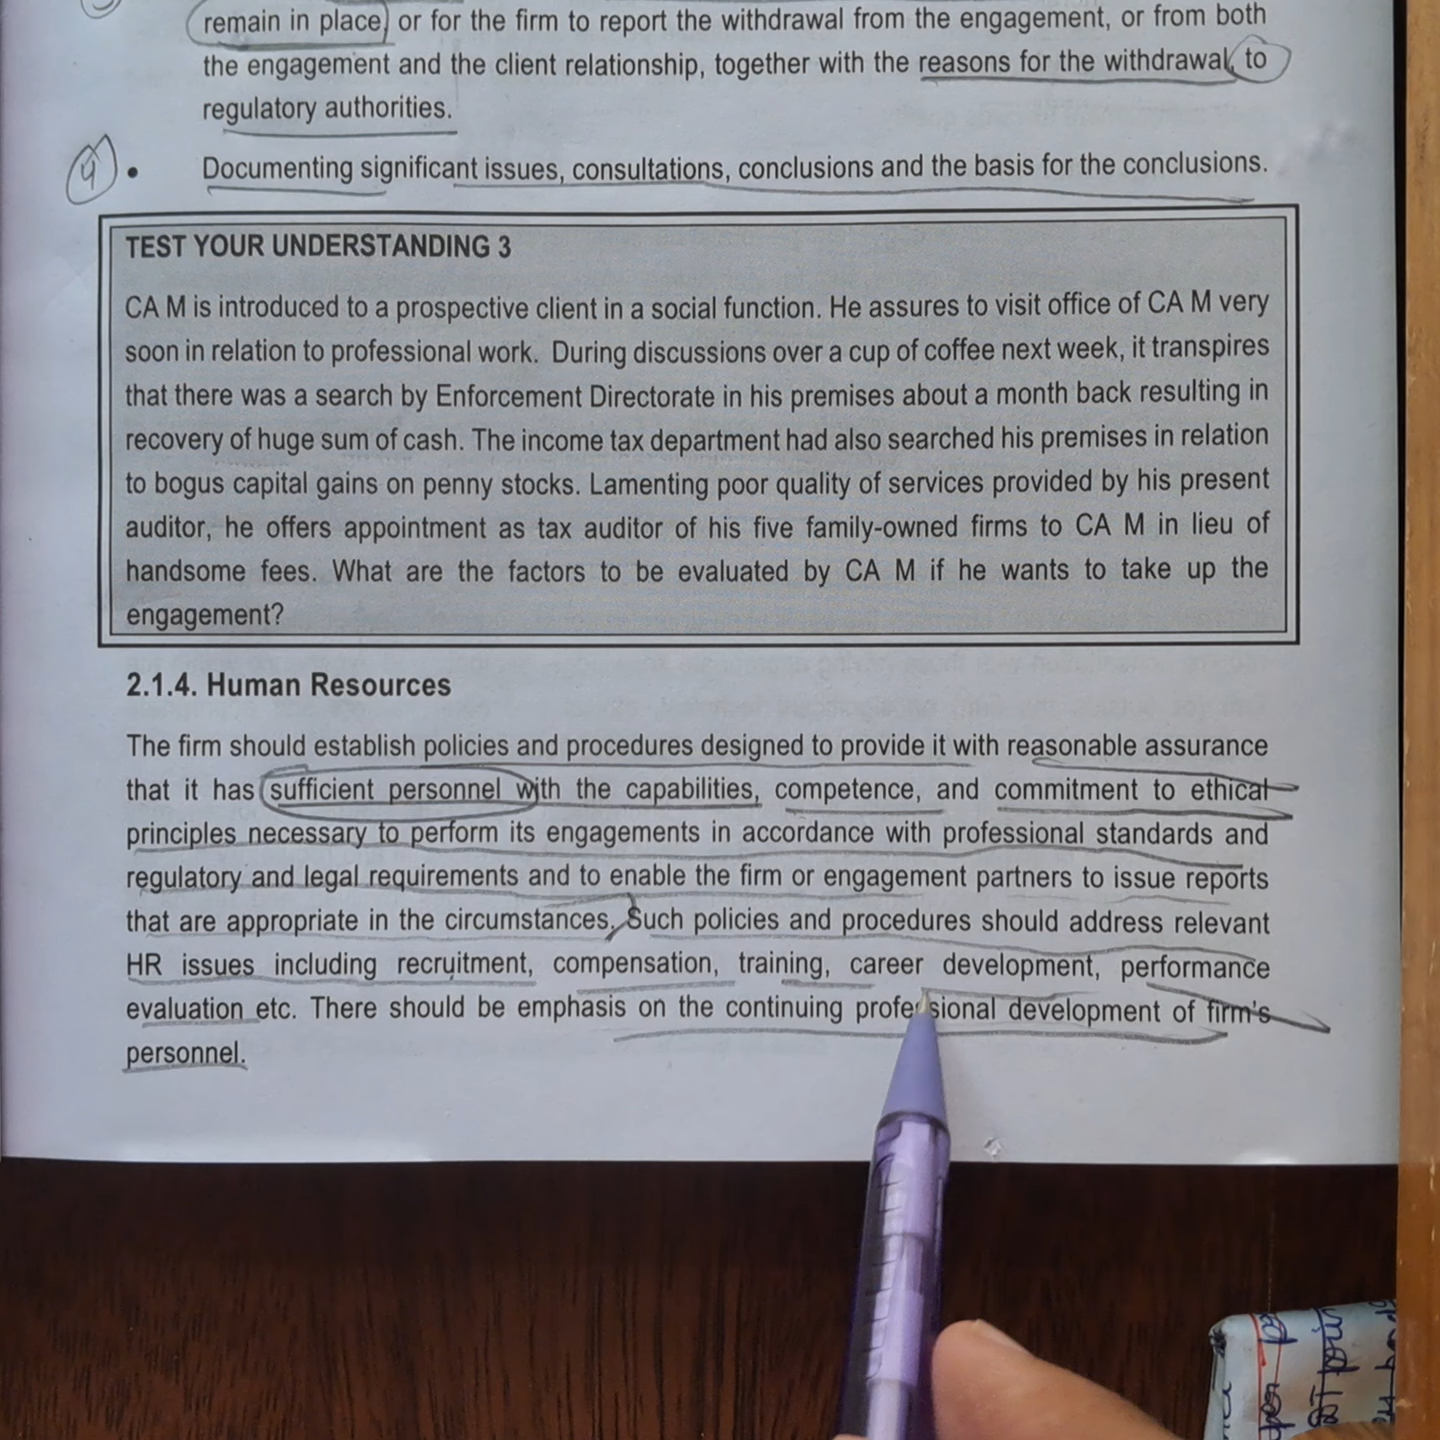 remain in place) or for the firm to report the withdrawal from the engagement, or from both
the engagement and the client relationship, together with the reasons for the withdrawal, to
regulatory authorities.
4 • Documenting significant issues, consultations, conclusions and the basis for the conclusions.
TEST YOUR UNDERSTANDING 3
CA M is introduced to a prospective client in a social function. He assures to visit office of CA M very
soon in relation to professional work. During discussions over a cup of coffee next week, it transpires
that there was a search by Enforcement Directorate in his premises about a month back resulting in
recovery of huge sum of cash. The income tax department had also searched his premises in relation
to bogus capital gains on penny stocks. Lamenting poor quality of services provided by his present
auditor, he offers appointment as tax auditor of his five family-owned firms to CA M in lieu of
handsome fees. What are the factors to be evaluated by CA M if he wants to take up the
engagement?
2.1.4. Human Resources
The firm should establish policies and procedures designed to provide it with reasonable assurance
that it has sufficient personnel with the capabilities, competence, and commitment to ethical
principles necessary to perform its engagements in accordance with professional standards and
regulatory and legal requirements and to enable the firm or engagement partners to issue reports
that are appropriate in the circumstances. Such policies and procedures should address relevant
HR issues including recruitment, compensation, training, career development, performance
evaluation etc. There should be emphasis on the continuing professional development of firm's
personnel.